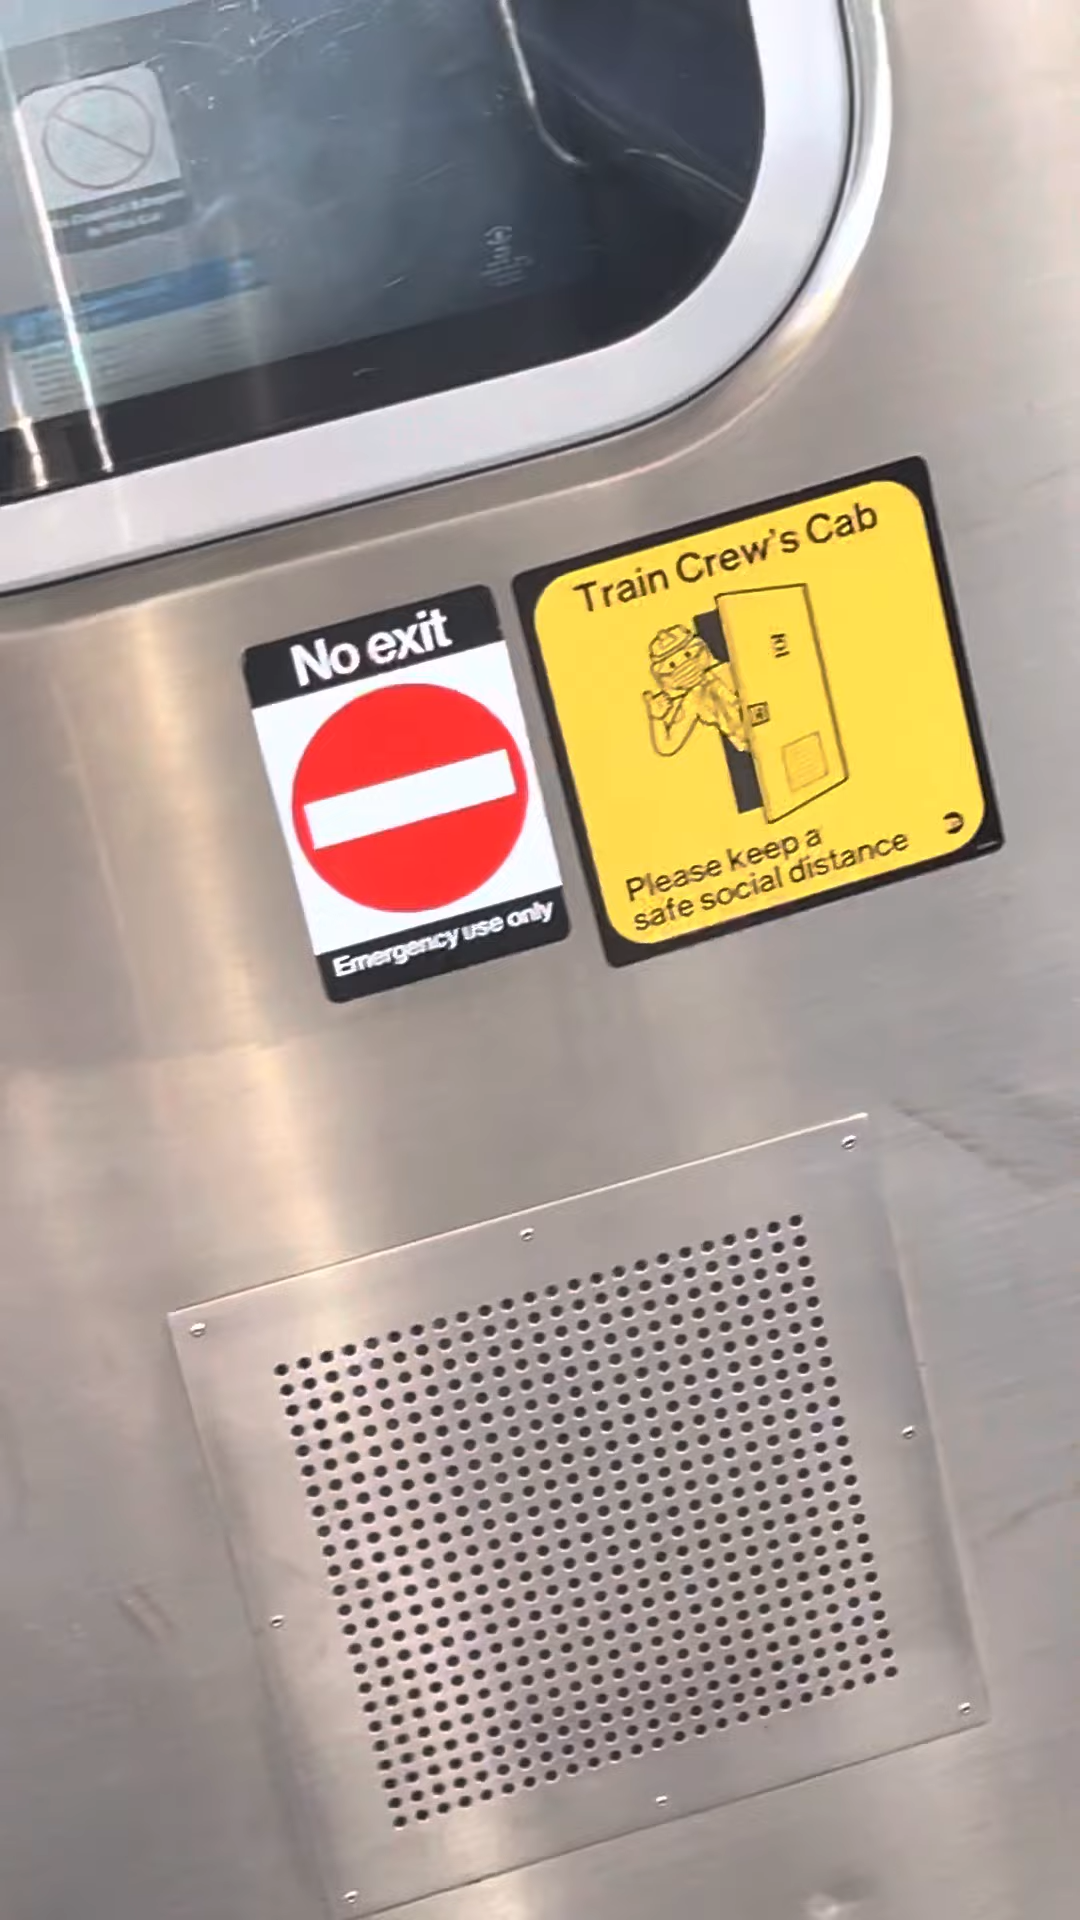 No exit
Emergency use only
Train Crew's Cab
Please keep a
safe social distance